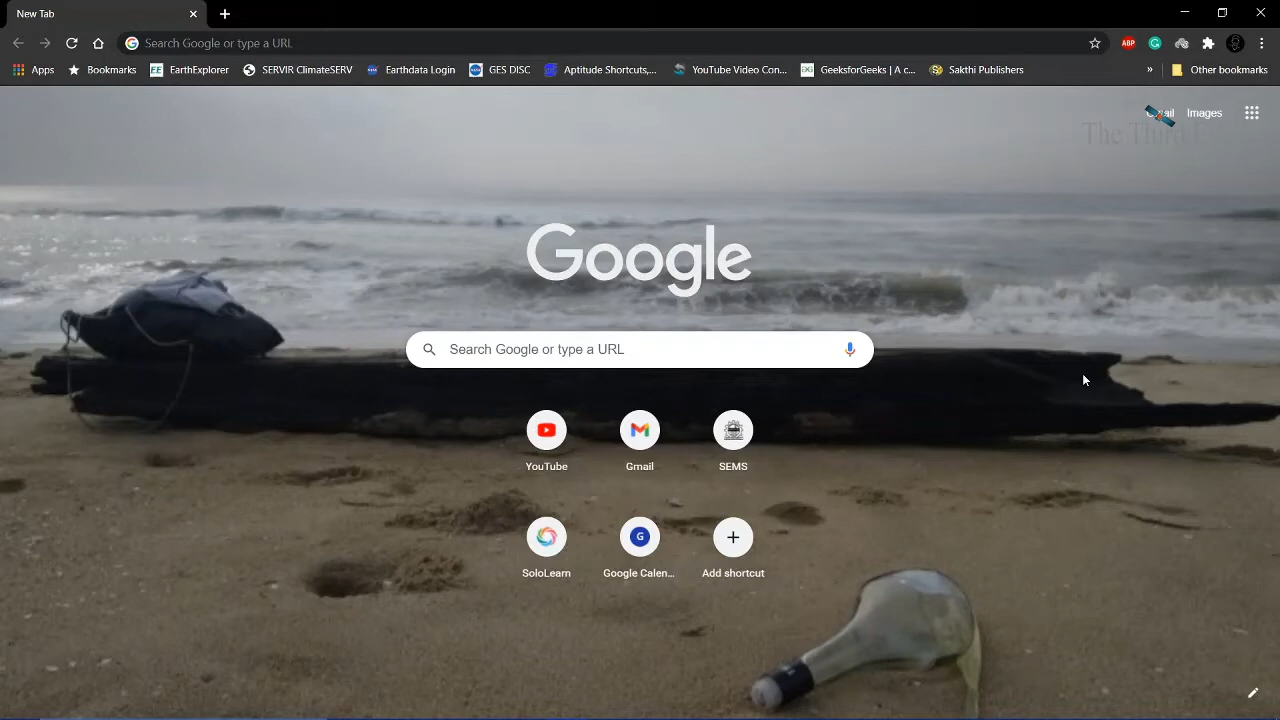 New Tab
Search Google or type a URL
ABP
Apps
Bookmarks
EE EarthExplorer
SERVIR ClimateSERV
Earthdata Login
GES DISC
Aptitude Shortcuts,...
YouTube Video Con...
GeeksforGeeks | A c...
Sakthi Publishers
»
Other bookmarks
Images
Google
Search Google or type a URL
YouTube
Gmail
SEMS
G
SoloLearn
Google Calen...
Add shortcut